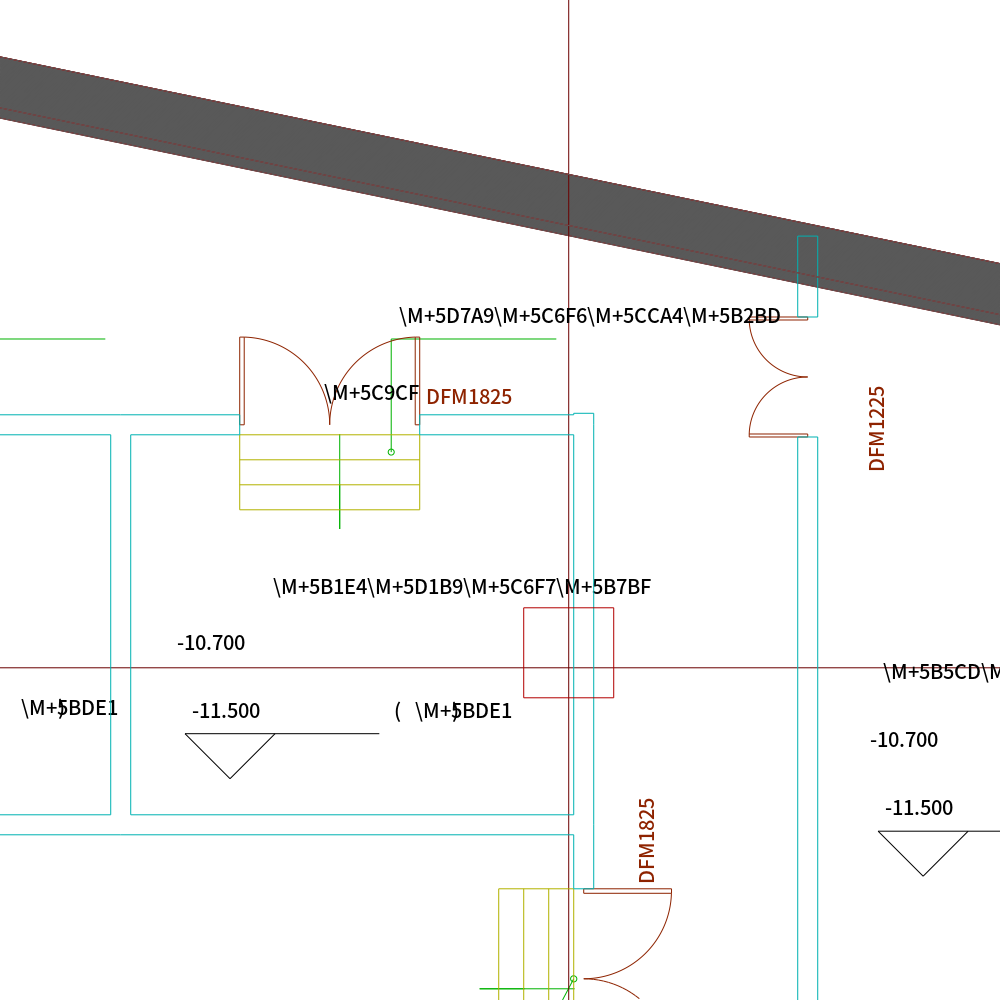 \M+5D7A9\M+5C6F6\M+5CCA4\M+5B2BD
\M+5C9CF
DFM1825
DFM1225
\M+5B1E4\M+5D1B9\M+5C6F7\M+5B7BF
-10.700
\M+5B5CD\M
\M+5BDE1
)
-11.500
( \M+5BDE1
)
-10.700
-11.500
DFM1825